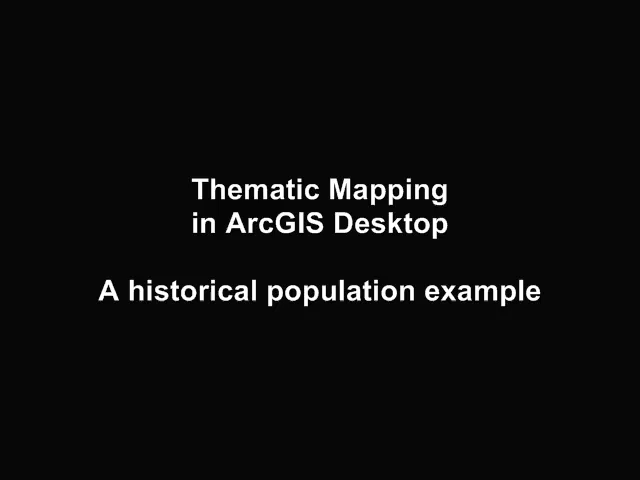 Thematic Mapping
in ArcGIS Desktop
A historical population example